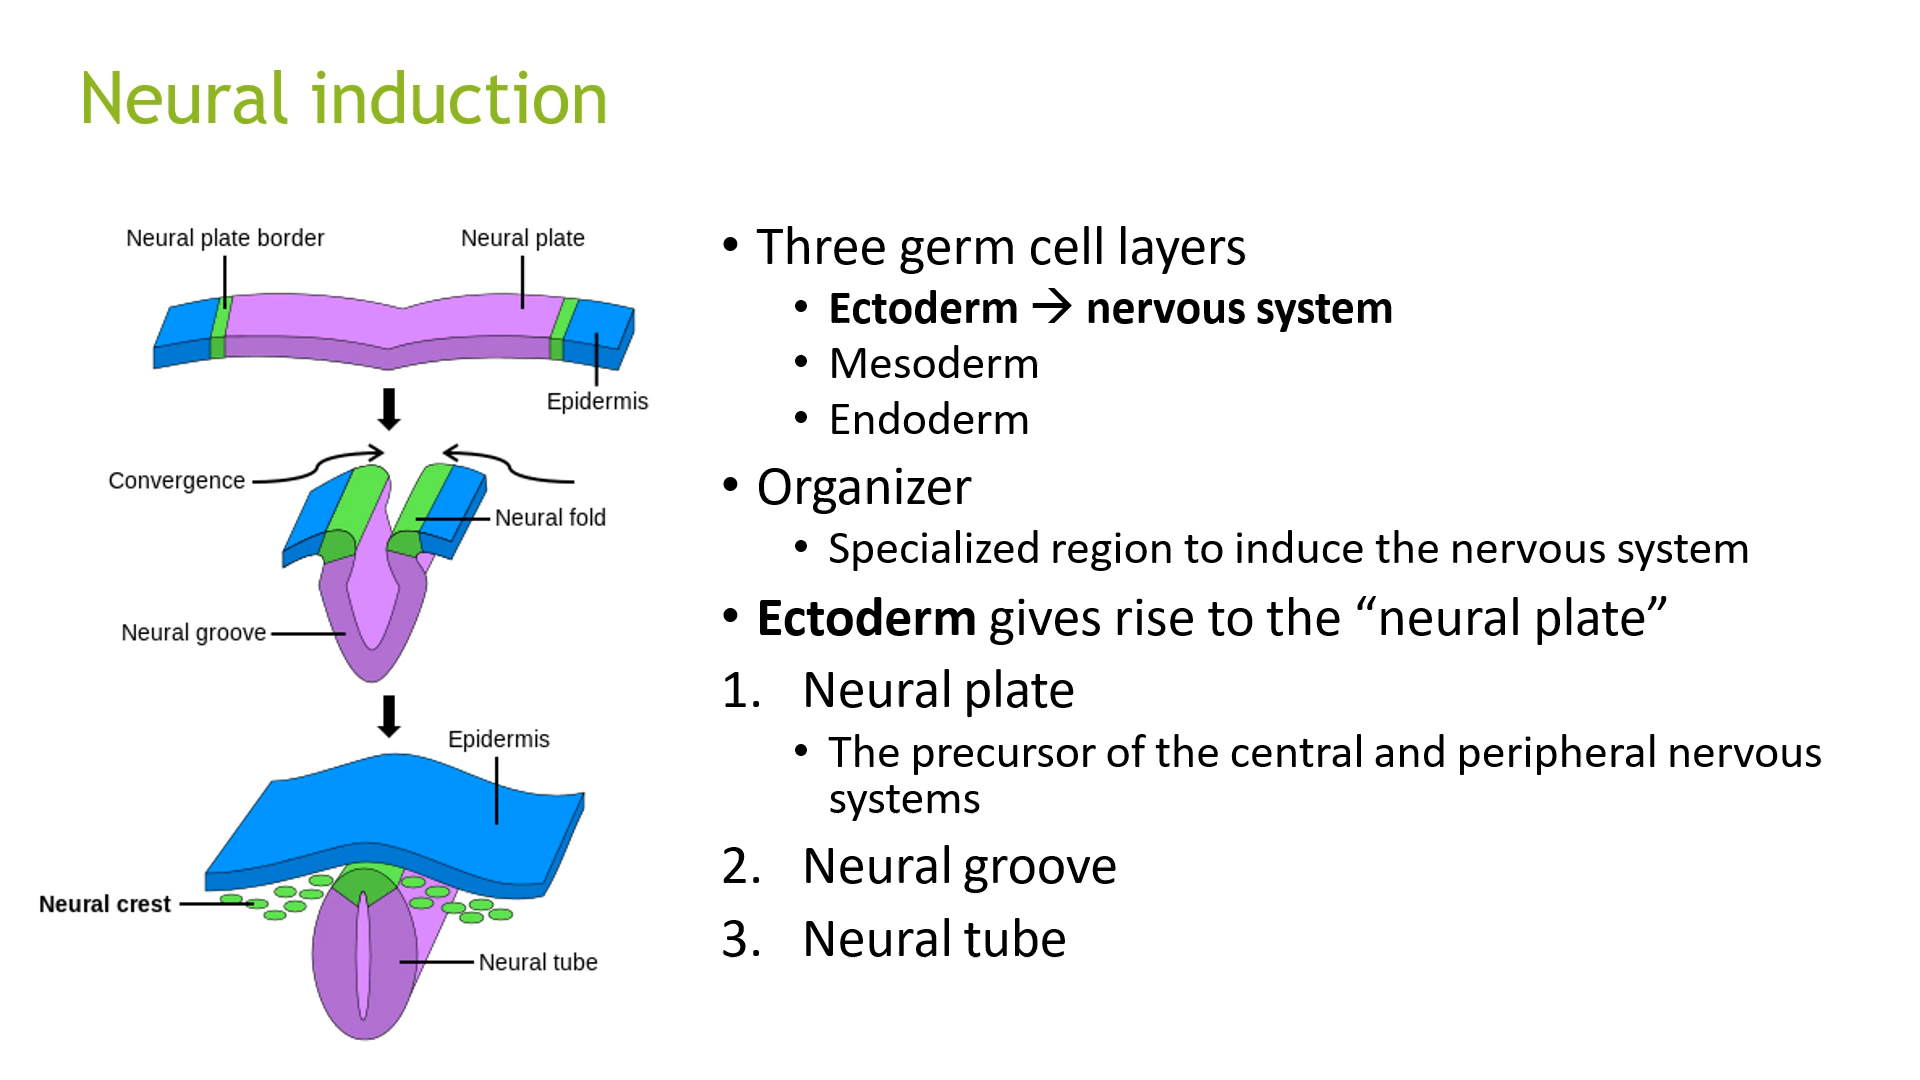 Neural induction
Neural plate border
Neural plate
Epidermis
Convergence
Neural fold
Neural groove
Epidermis
Neural crest
Neural tube
• Three germ cell layers
• Ectoderm → nervous system
• Mesoderm
• Endoderm
• Organizer
• Specialized region to induce the nervous system
• Ectoderm gives rise to the “neural plate”
1. Neural plate
• The precursor of the central and peripheral nervous
systems
2. Neural groove
3. Neural tube